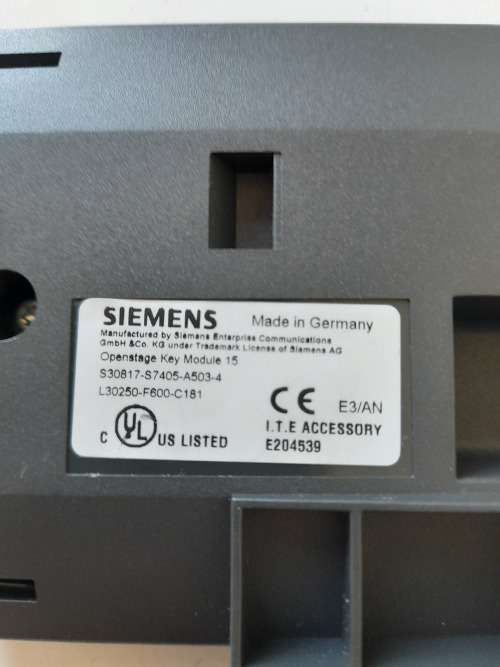 SIEMENS Made in Germany
Manufactured by Siemens Enterprise Communications
GmbH &Co. KG under Trademark License of Siemens AG
Openstage Key Module 15
S30817-S7405-A503-4
L30250-F600-C181
CE E3/AN
C UL US LISTED
I.T.E ACCESSORY
E204539